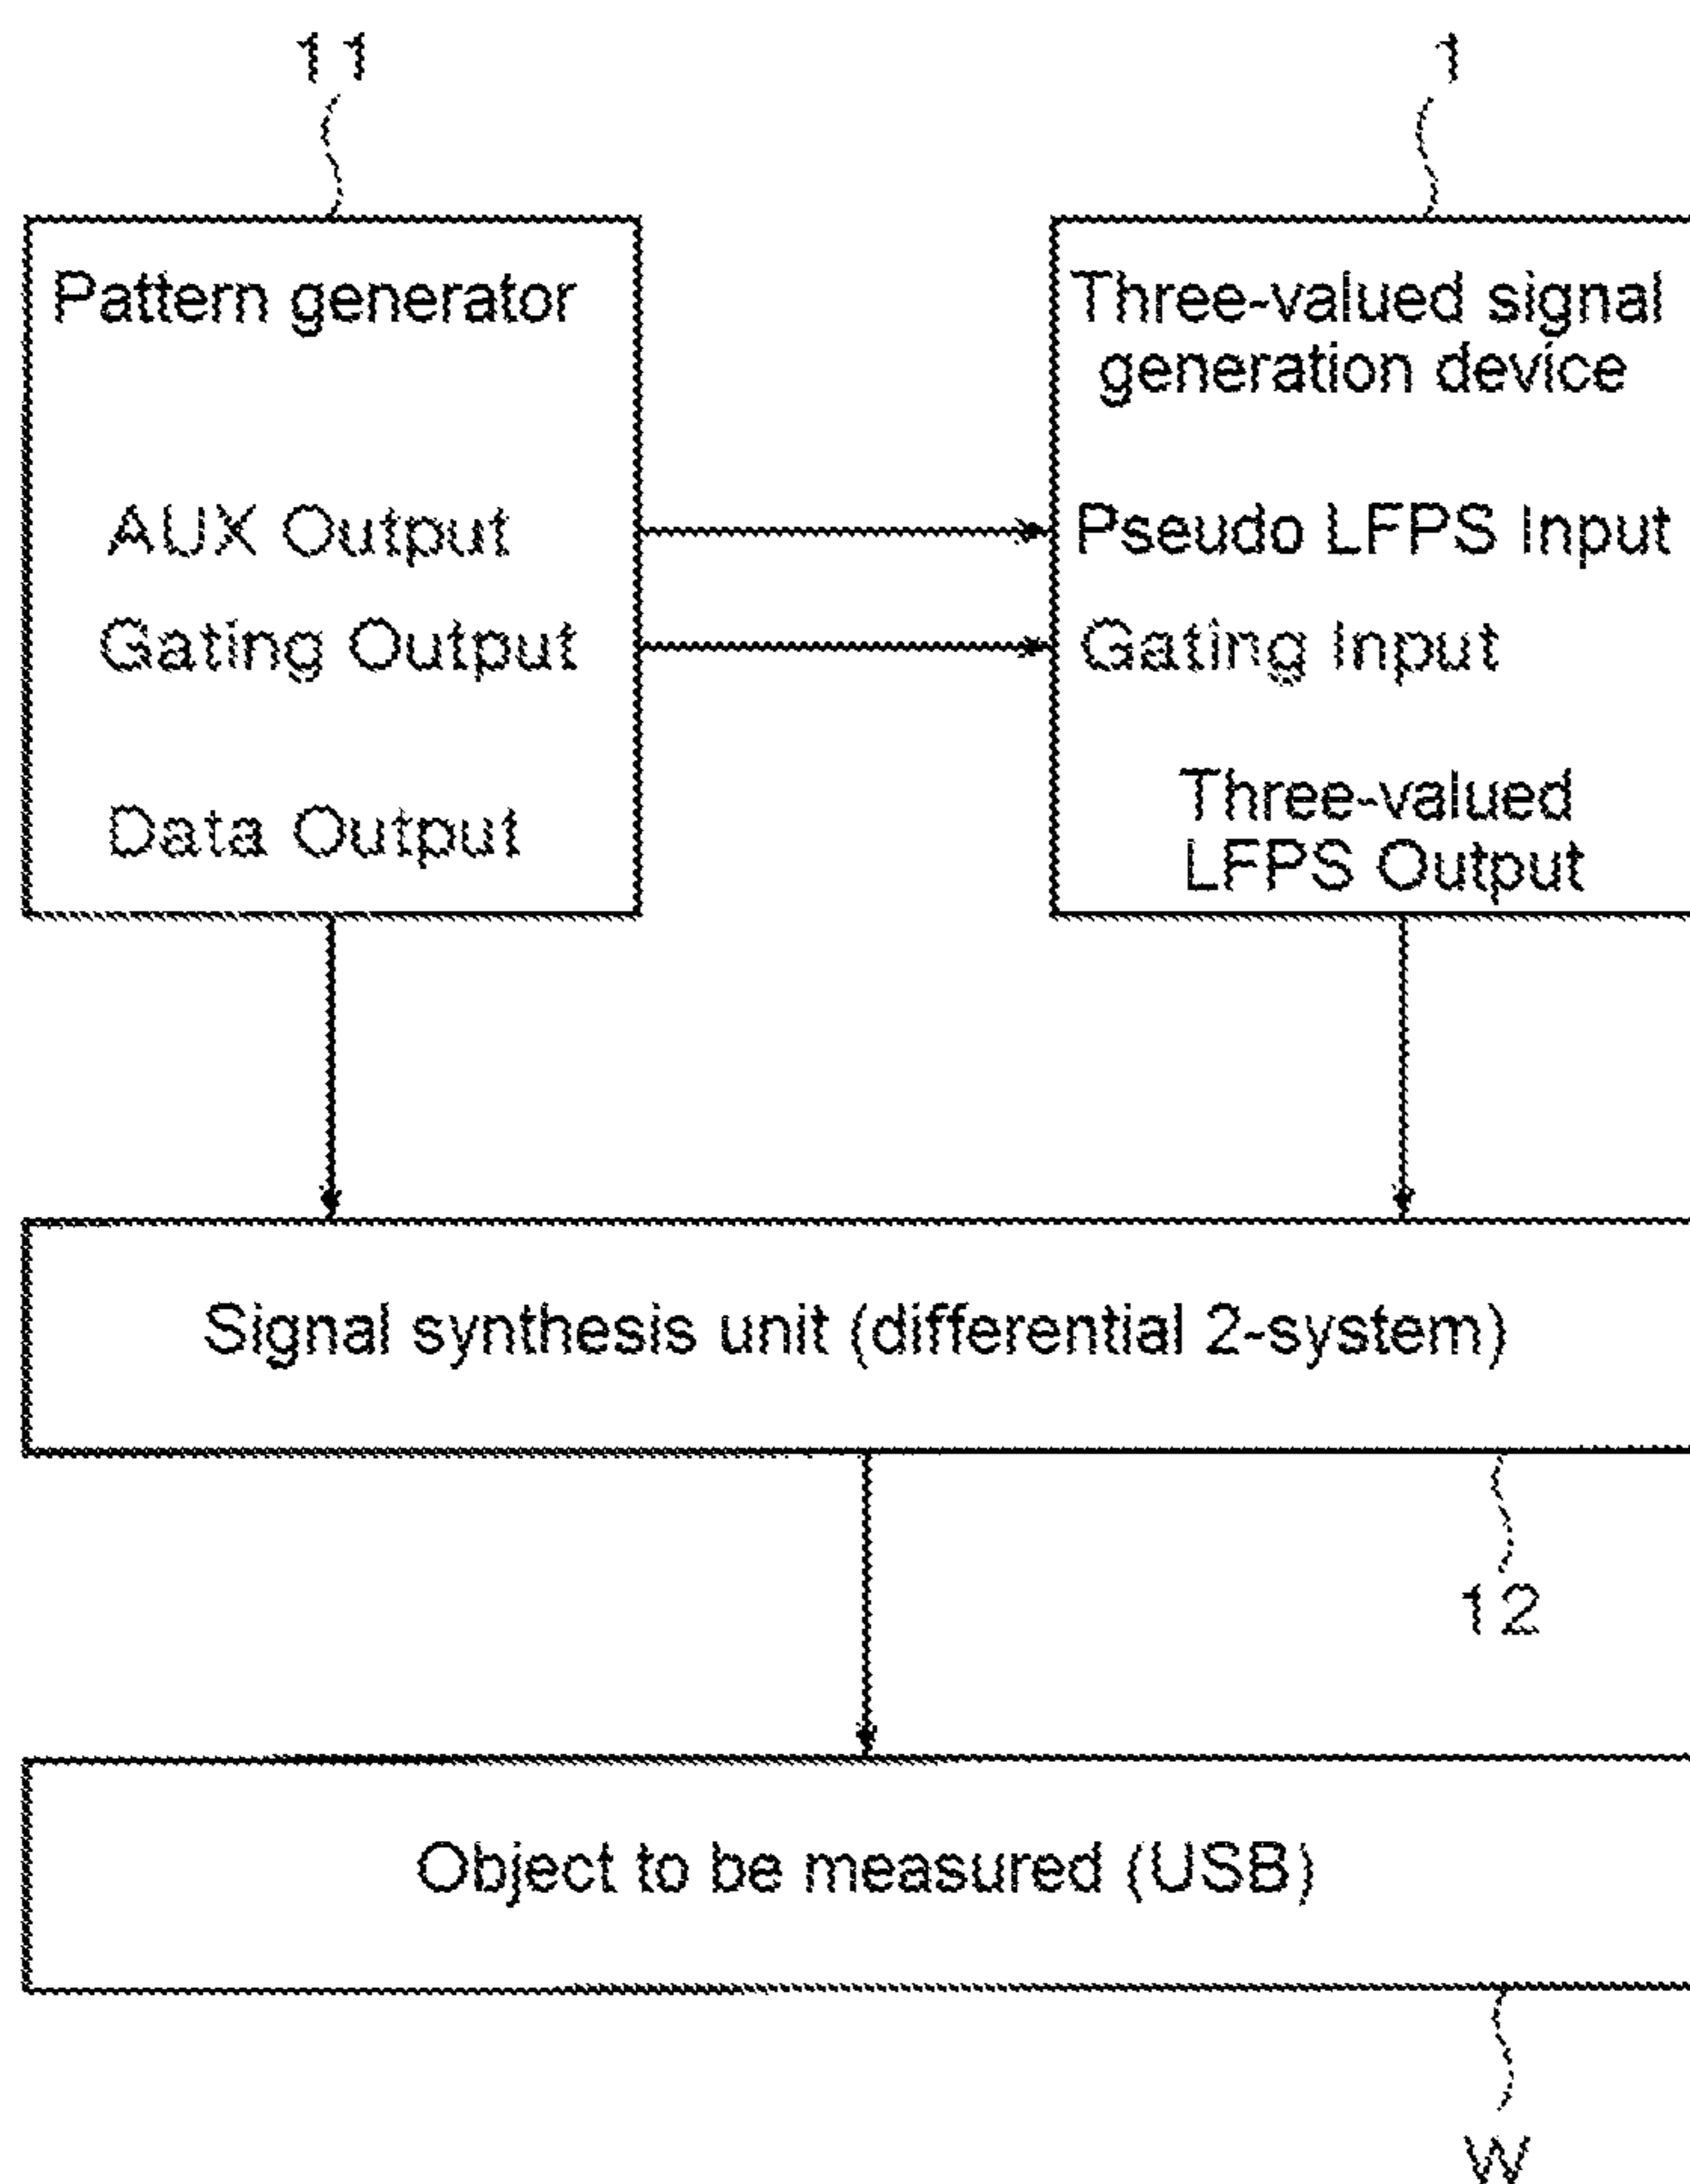 11
1
Pattern generator
AUX Output
Gating Output
Data Output
Three-valued signal
generation device
Pseudo LFPS Input
Gating Input
Three-valued
LFPS Output
Signal synthesis unit (differential 2-system)
12
Object to be measured (USB)
W